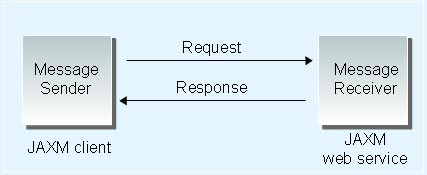 Request
Message
Sender
Message
Receiver
Response
JAXM client
JAXM
web service